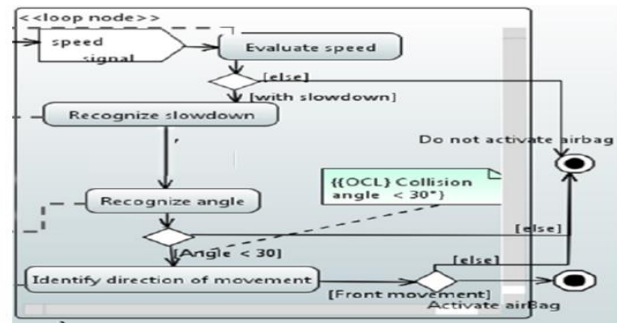 <<loop node>>
speed
signal
Evaluate speed
[else]
[with slowdown]
Recognize slowdown
Do not activate airbag
{{OCL} Collision
angle < 30°}
Recognize angle
[else]
[Angle < 30]
[else]
Identify direction of movement
[Front movement]
Activate airBag